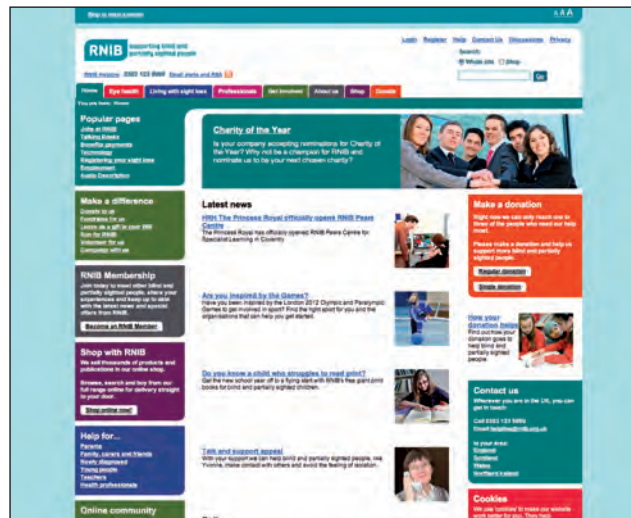 Skip to main content
A A A
RNIB
supporting blind and
partially sighted people
Login Register Help Contact Us Discussions Privacy
Search:
Whole site Shop
Go
RNIB Helpline 0303 123 9999 Email alerts and RSS
Home Eye health Living with sight loss Professionals Get involved About us Shop Donate
You are here: Home
Popular pages
Jobs at RNIB
Talking Books
Benefits payments
Technology
Registering your sight loss
Employment
Audio Description
Make a difference
Donate to us
Fundraise for us
Leave us a gift in your Will
Run for RNIB
Volunteer for us
Campaign with us
RNIB Membership
Join today to meet other blind and
partially sighted people, share your
experiences and keep up to date
with the latest news and special
offers from RNIB.
Become an RNIB Member
Shop with RNIB
We sell thousands of products and
publications in our online shop.
Browse, search and buy from our
full range online for delivery straight
to your door.
Shop online now!
Help for...
Parents
Family, carers and friends
Newly diagnosed
Young people
Teachers
Health professionals
Online community
Charity of the Year
Is your company accepting nominations for Charity of
the Year? Why not be a champion for RNIB and
nominate us to be your next chosen charity?
Latest news
HRH The Princess Royal officially opens RNIB Pears
Centre
The Princess Royal has officially opened RNIB Pears Centre for
Specialist Learning in Coventry
Are you inspired by the Games?
Have you been inspired by the London 2012 Olympic and Paralympic
Games to get involved in sport? Find the right sport for you and the
organisations that can help you get started.
Do you know a child who struggles to read print?
Get the new school year off to a flying start with RNIB's free giant print
books for blind and partially sighted children.
Talk and support appeal
With your support we can help blind and partially sighted people, like
Yvonne, make contact with others and avoid the feeling of isolation.
Make a donation
Right now we can only reach one in
three of the people who need our help
most.
Please make a donation and help us
support more blind and partially
sighted people.
Regular donation
Single donation
How your
donation helps
Find out how your
donation goes to
help blind and
partially sighted
people.
Contact us
Wherever you are in the UK, you can
get in touch:
Call 0303 123 9999
Email helpline@rnib.org.uk
In your area:
England
Scotland
Wales
Northern Ireland
Cookies
We use 'cookies' to make our website
work better for you. They help